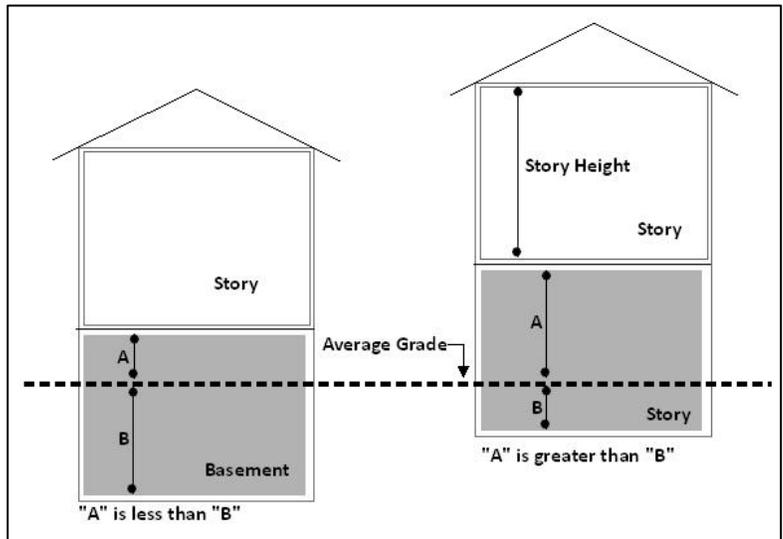 Story
A
B
Basement
"A" is less than "B"
Average Grade
Story Height
Story
A
B
Story
"A" is greater than "B"